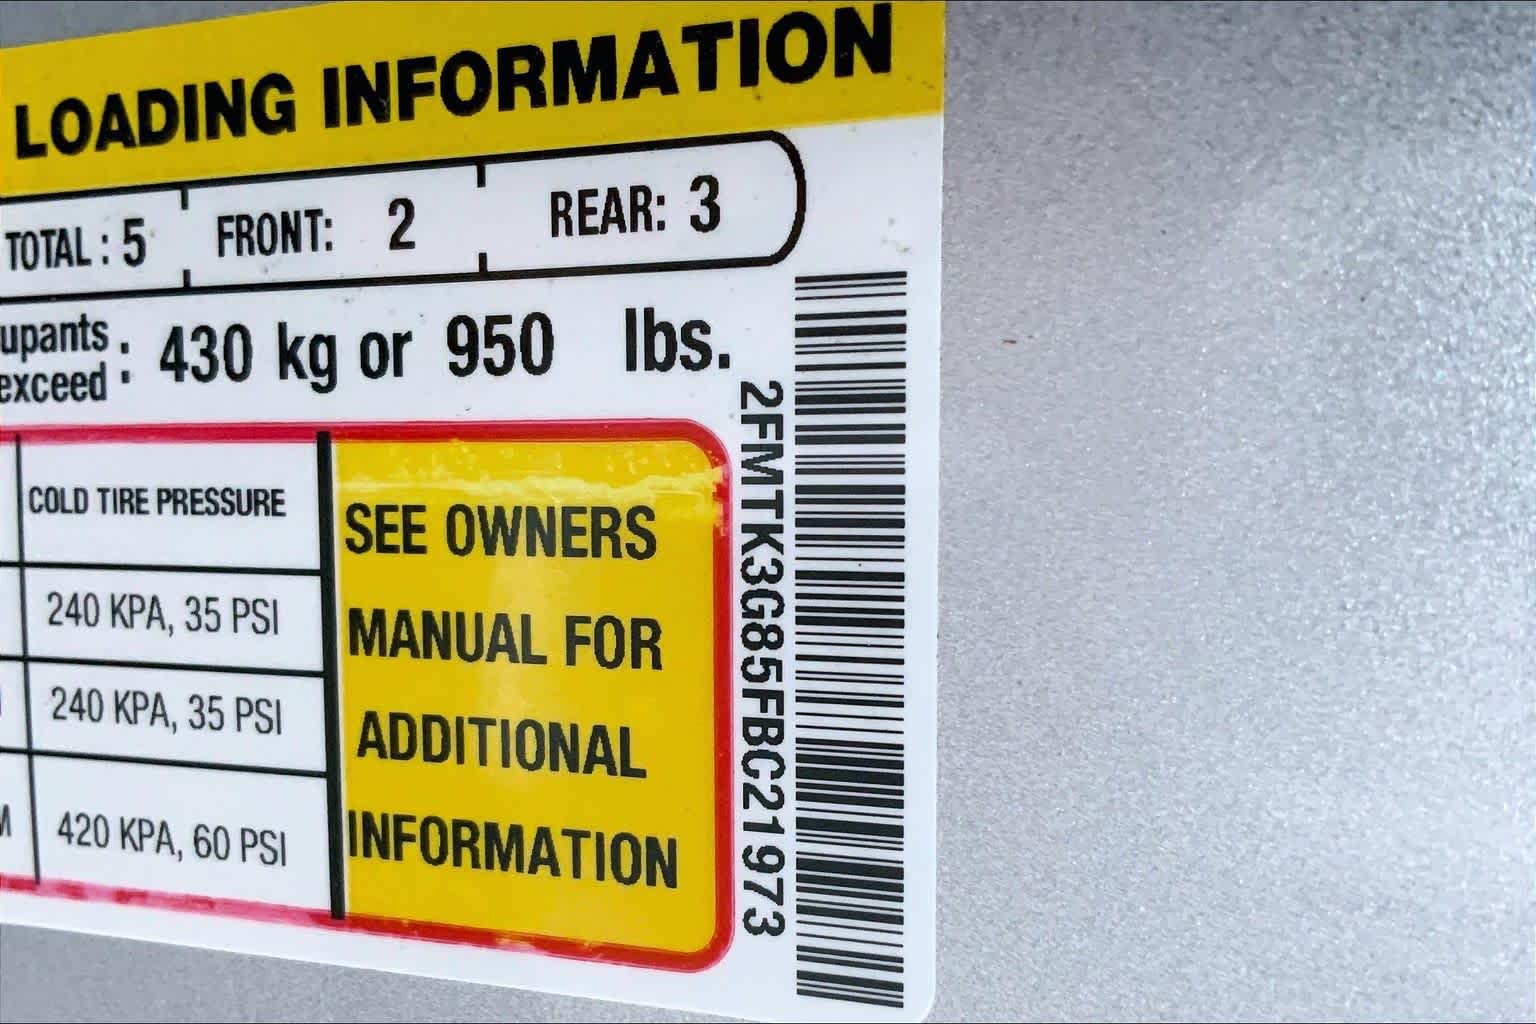 LOADING INFORMATION
TOTAL : 5 FRONT: 2 REAR: 3
upants
exceed : 430 kg or 950 lbs.
COLD TIRE PRESSURE
240 KPA, 35 PSI
240 KPA, 35 PSI
420 KPA, 60 PSI
SEE OWNERS
MANUAL FOR
ADDITIONAL
INFORMATION
2FMTK3G85FBC21973